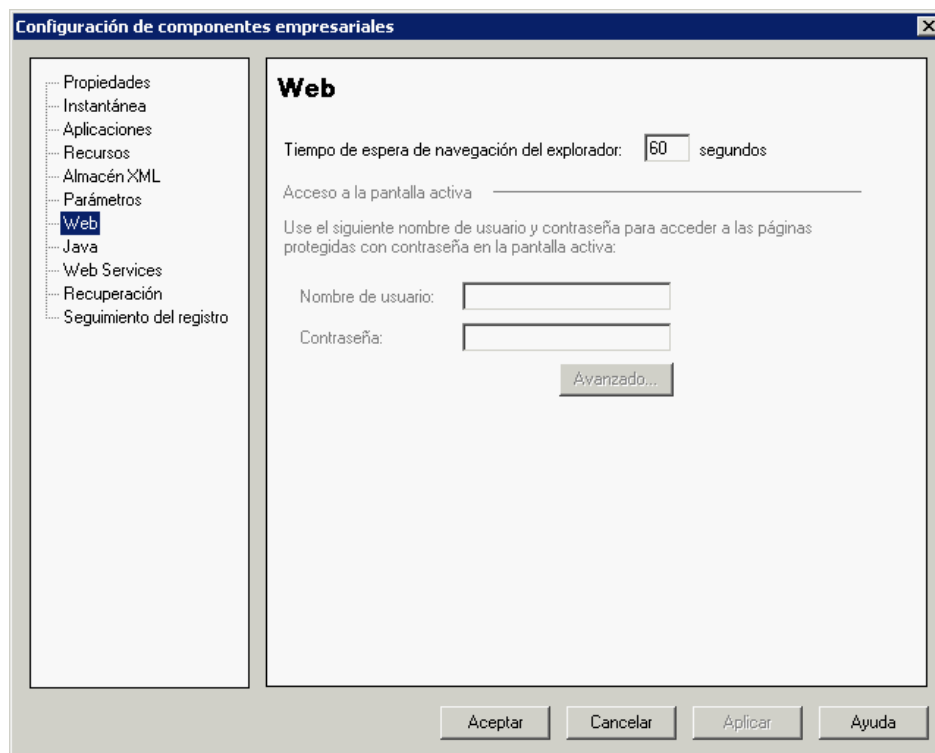 Configuración de componentes empresariales
Propiedades
Instantánea
Aplicaciones
Recursos
Almacén XML
Parámetros
Web
Java
Web Services
Recuperación
Seguimiento del registro
Web
Tiempo de espera de navegación del explorador: 60 segundos
Acceso a la pantalla activa
Use el siguiente nombre de usuario y contraseña para acceder a las páginas
protegidas con contraseña en la pantalla activa:
Nombre de usuario:
Contraseña:
Avanzado...
Aceptar Cancelar Aplicar Ayuda